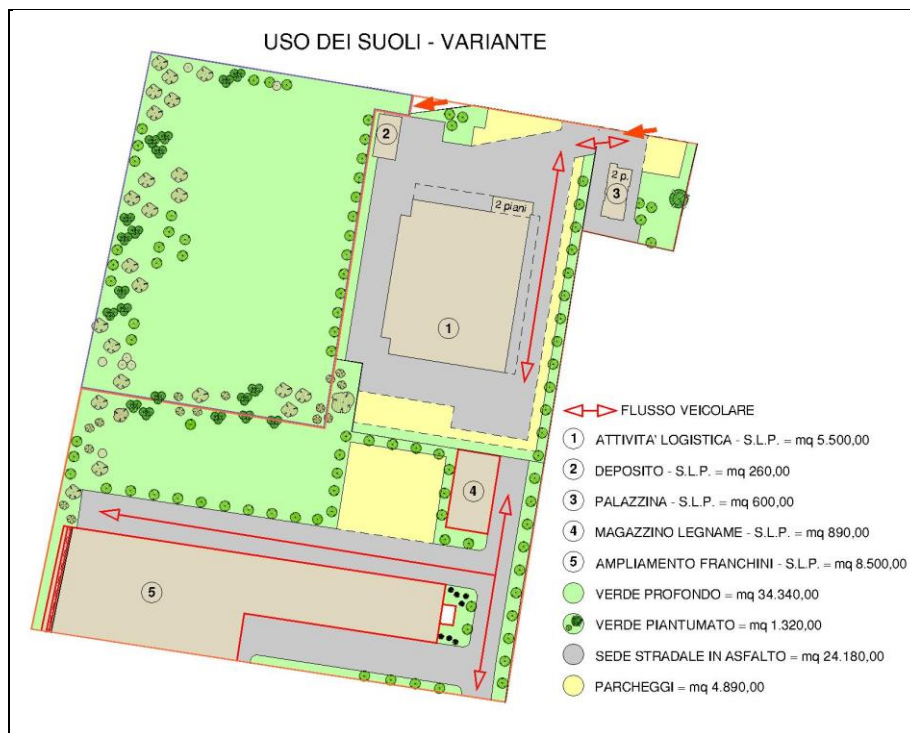 USO DEI SUOLI - VARIANTE
2
2 p.
3
2 piani
1
4
5
FLUSSO VEICOLARE
1 ATTIVITA' LOGISTICA - S.L.P. = mq 5.500,00
2 DEPOSITO - S.L.P. = mq 260,00
3 PALAZZINA - S.L.P. = mq 600,00
4 MAGAZZINO LEGNAME - S.L.P. = mq 890,00
5 AMPLIAMENTO FRANCHINI - S.L.P. = mq 8.500,00
VERDE PROFONDO = mq 34.340,00
VERDE PIANTUMATO = mq 1.320,00
SEDE STRADALE IN ASFALTO = mq 24.180,00
PARCHEGGI = mq 4.890,00